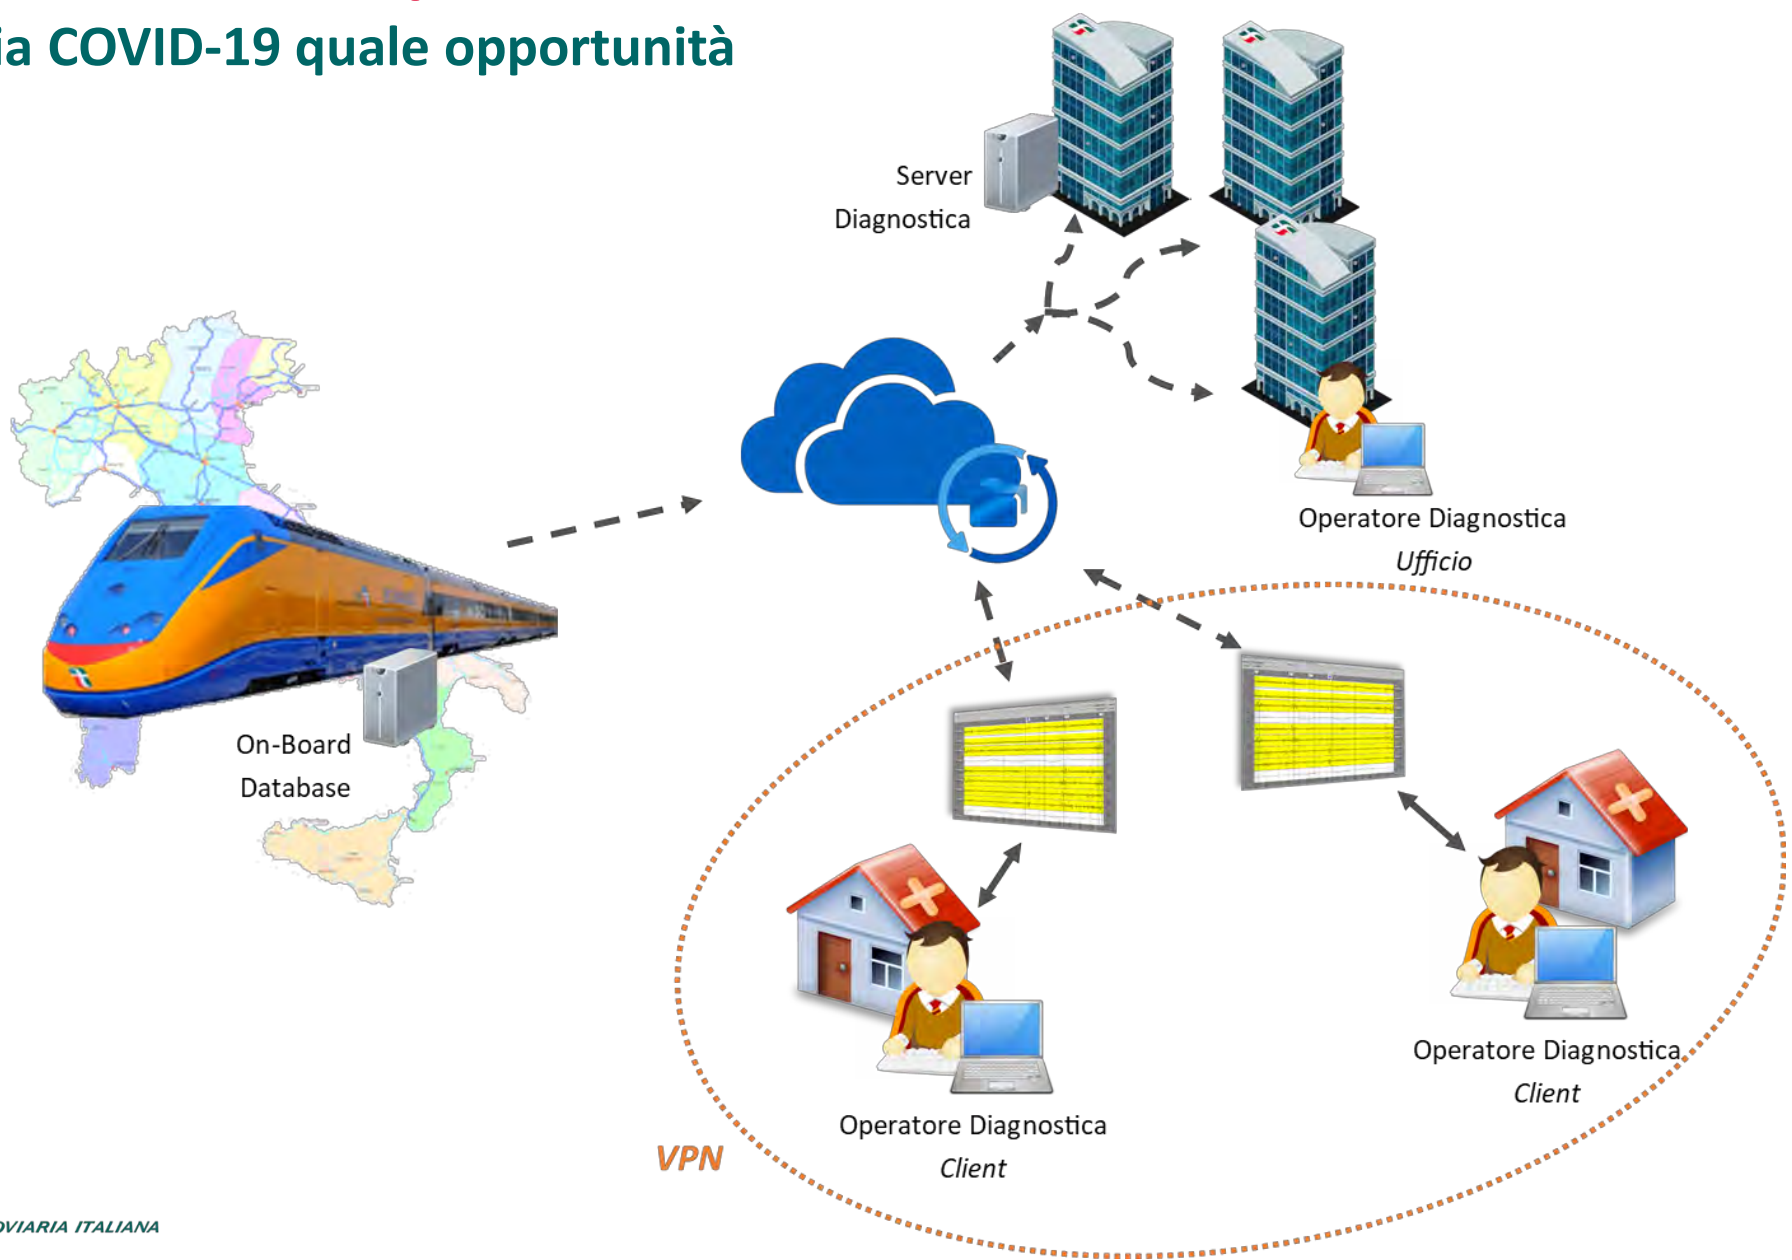 ia COVID-19 quale opportunità
Server
Diagnostica
Operatore Diagnostica
Ufficio
On-Board
Database
Operatore Diagnostica
Client
Operatore Diagnostica
Client
VPN
OVIARIA ITALIANA